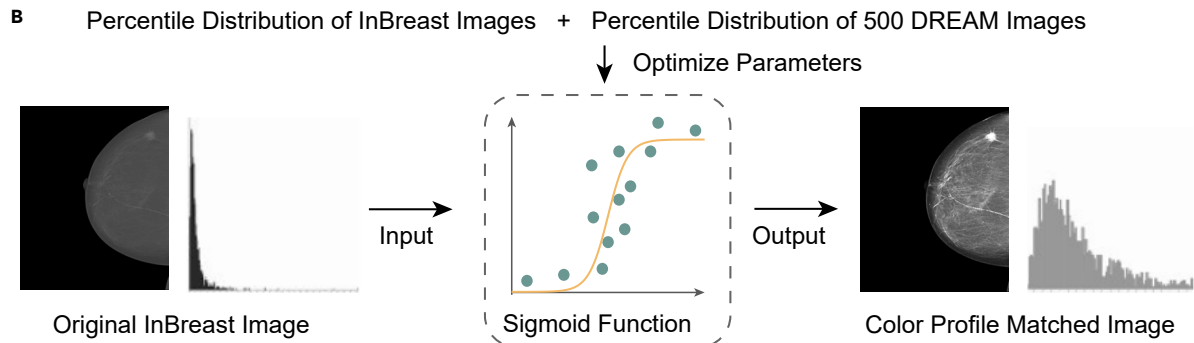 B
Percentile Distribution of InBreast Images + Percentile Distribution of 500 DREAM Images
Optimize Parameters
Input
Output
Original InBreast Image
Sigmoid Function
Color Profile Matched Image